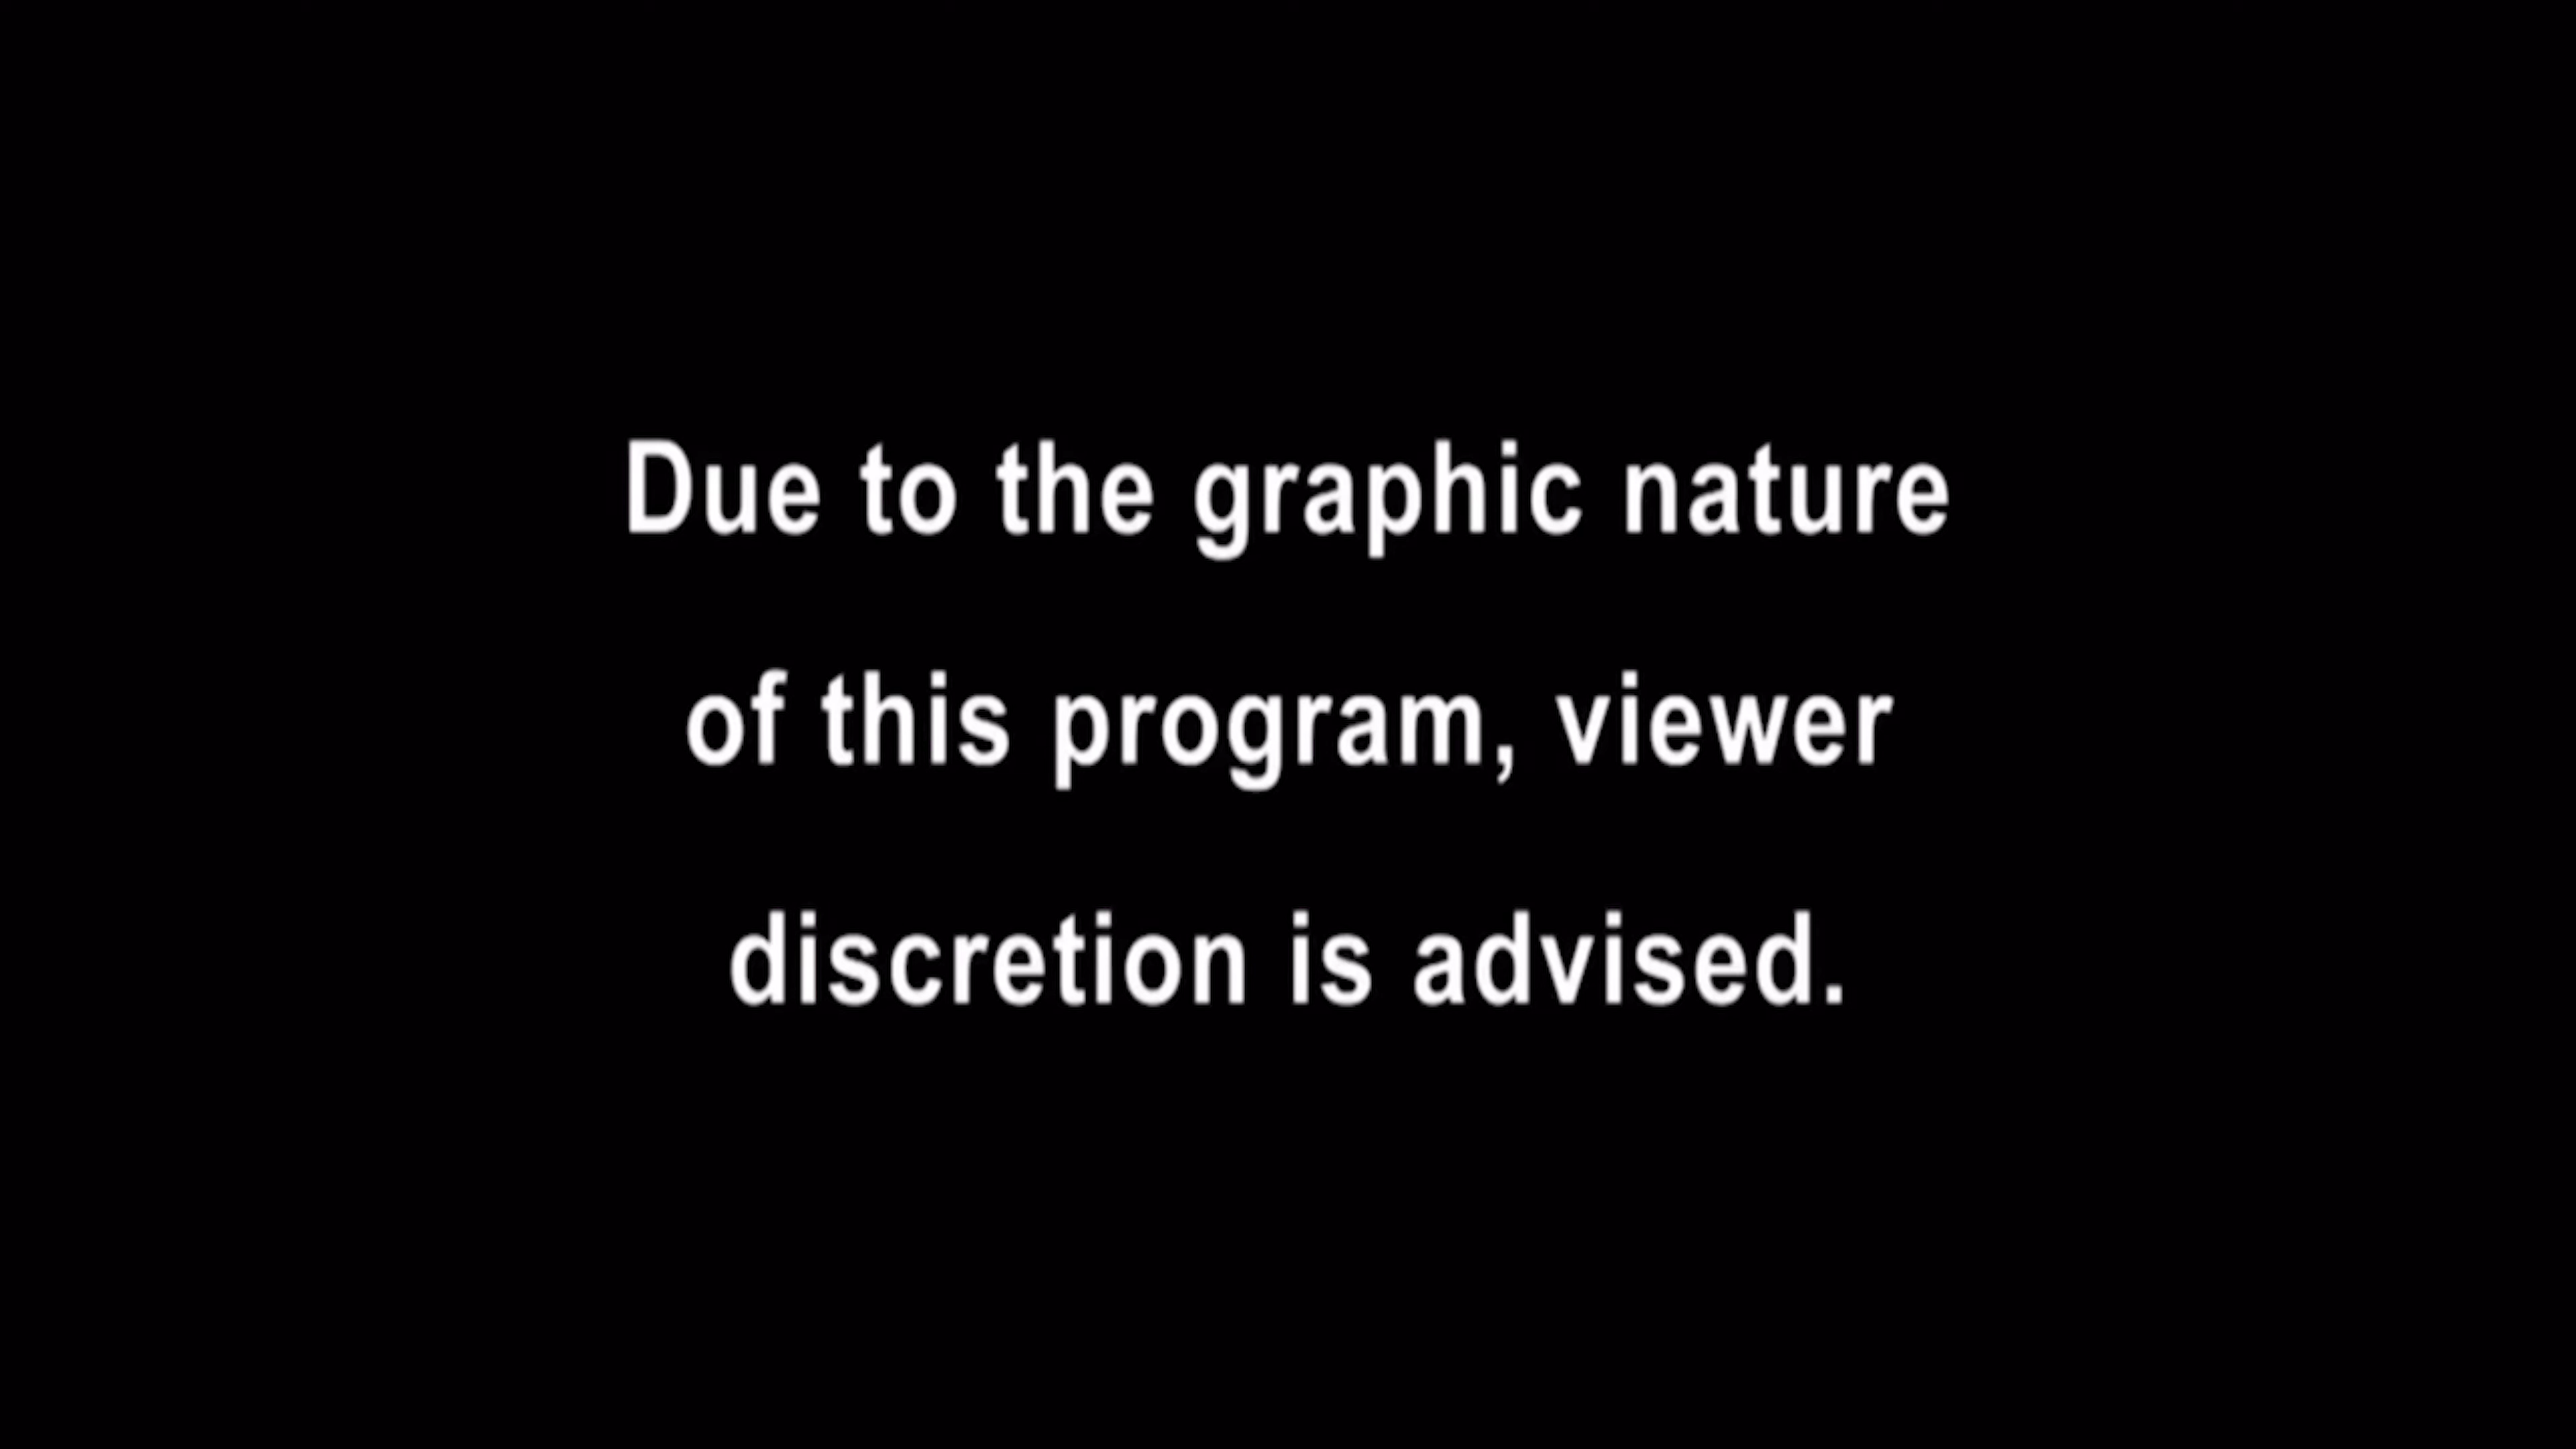 Due to the graphic nature
of this program, viewer
discretion is advised.